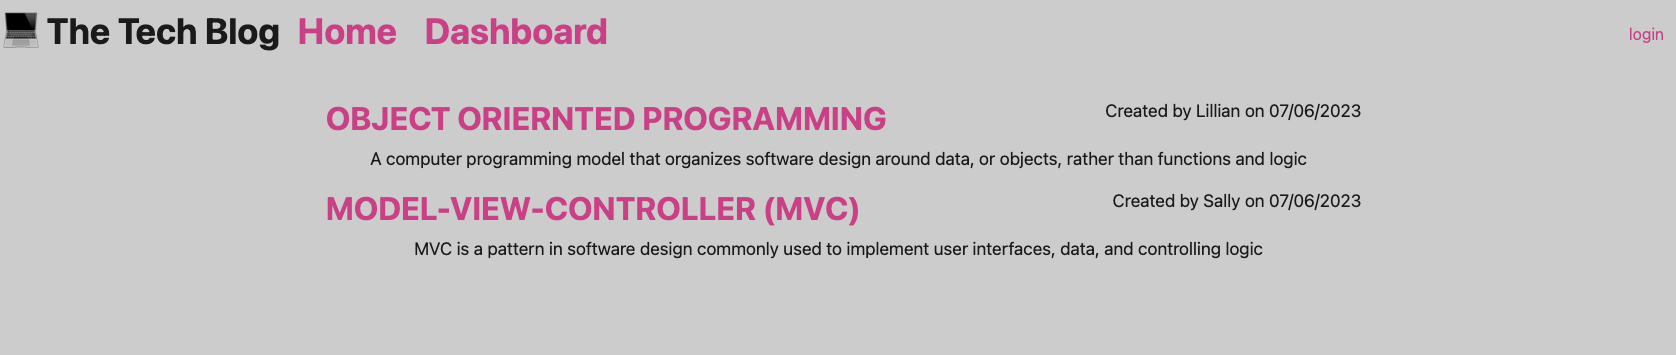 The Tech Blog Home Dashboard login
OBJECT ORIERNTED PROGRAMMING Created by Lillian on 07/06/2023
A computer programming model that organizes software design around data, or objects, rather than functions and logic
MODEL-VIEW-CONTROLLER (MVC) Created by Sally on 07/06/2023
MVC is a pattern in software design commonly used to implement user interfaces, data, and controlling logic